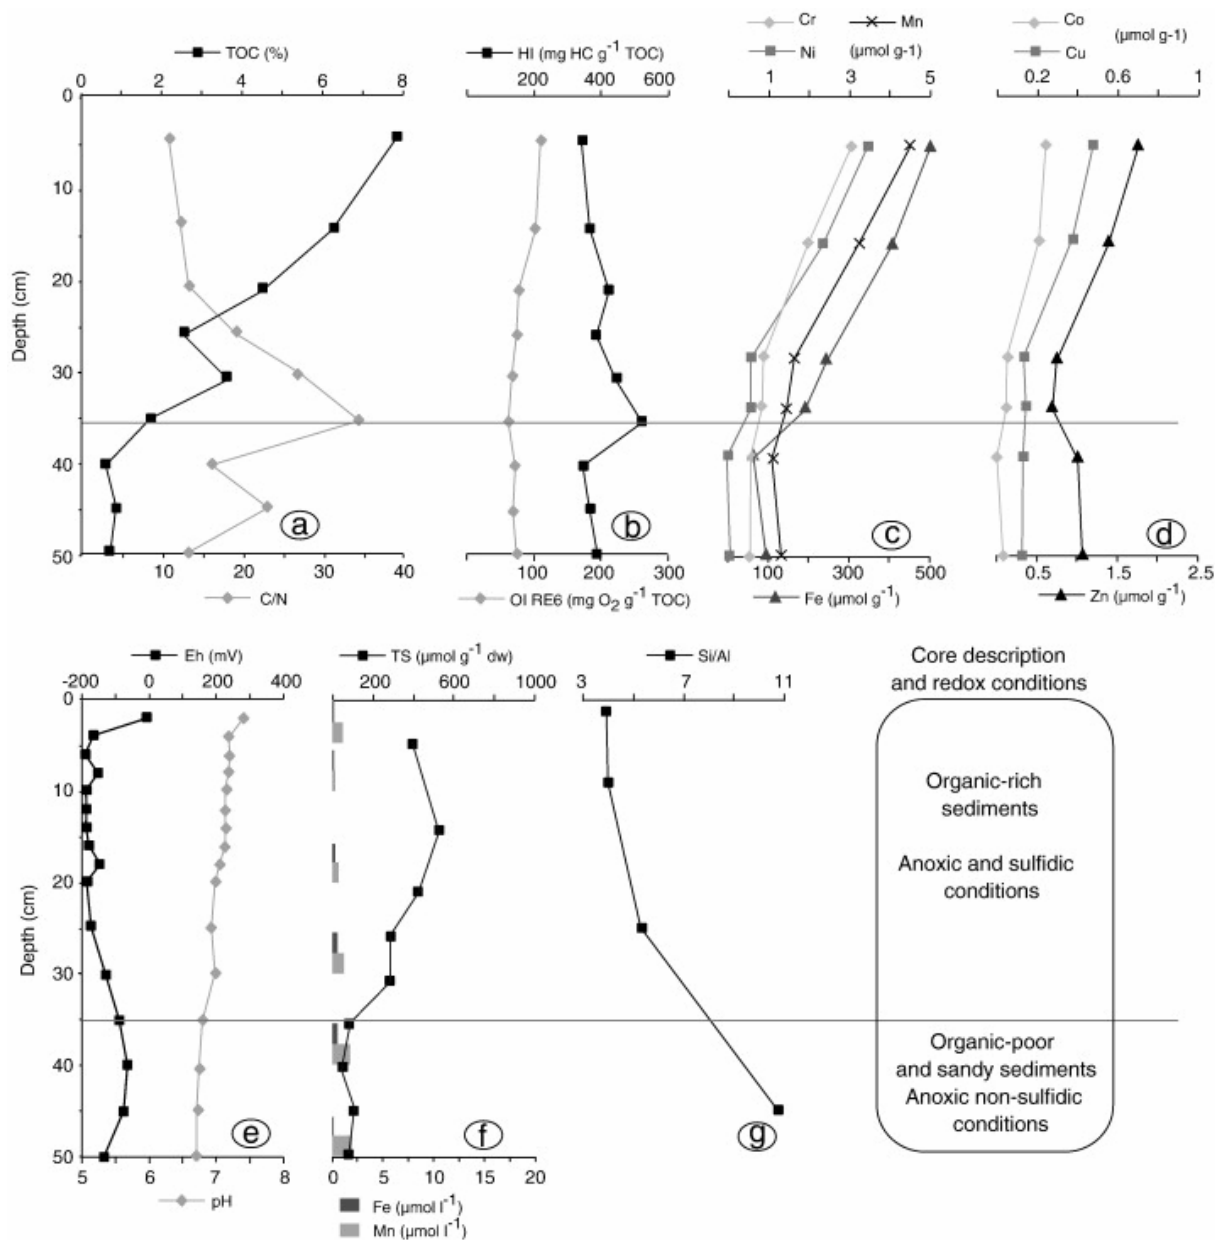 Cr Mn Co
TOC (%) HI (mg HC g-1 TOC) Ni (µmol g-1) Cu (µmol g-1)
0 2 4 6 8 200 400 600 1 3 5 0.2 0.6 1
0
10
20
30
40
50
Depth (cm)
a b c d
0 10 20 30 40 0 100 200 300 100 300 500 0.5 1.5 2.5
C/N OI RE6 (mg O2 g-1 TOC) Fe (µmol g-1) Zn (µmol g-1)
Eh (mV) TS (µmol g-1 dw) Si/Al
-200 0 200 400 200 600 1000 3 7 11
0
10
20
30
40
50
Depth (cm)
Core description
and redox conditions
Organic-rich
sediments
Anoxic and sulfidic
conditions
Organic-poor
and sandy sediments
Anoxic non-sulfidic
conditions
e f g
5 6 7 8 0 5 10 15 20
pH
Fe (µmol l-1)
Mn (µmol l-1)